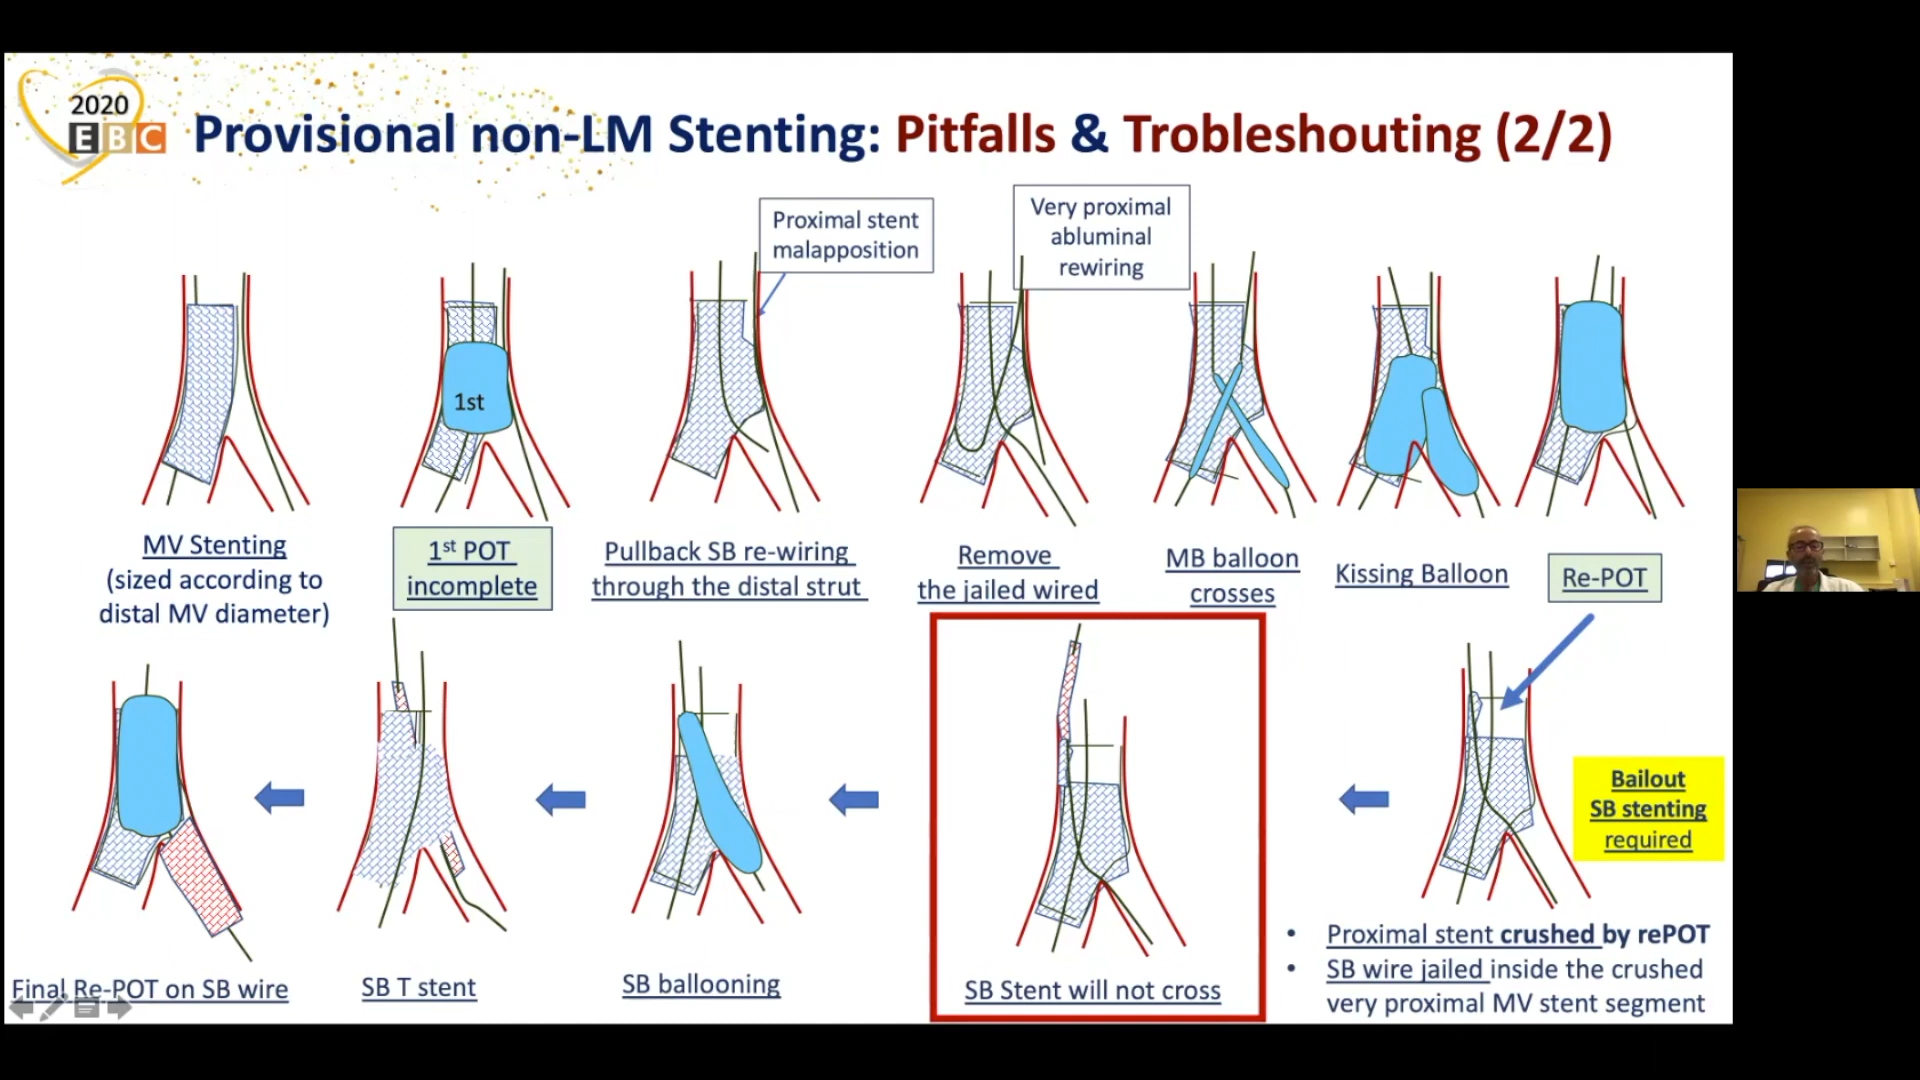 2020
EBC
Provisional non-LM Stenting: Pitfalls & Trobleshouting (2/2)
Proximal stent
malapposition
Very proximal
abluminal
rewiring
1st
MV Stenting
(sized according to
distal MV diameter)
1st POT
incomplete
Pullback SB re-wiring
through the distal strut
Remove
the jailed wired
MB balloon
crosses
Kissing Balloon
Re-POT
Bailout
SB stenting
required
• Proximal stent crushed by rePOT
• SB wire jailed inside the crushed
very proximal MV stent segment
SB Stent will not cross
SB ballooning
SB T stent
Final Re-POT on SB wire